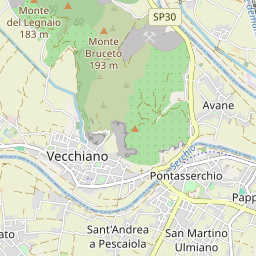 Monte
del Legnaio
183 m
SP30
Monte
Bruceto
193 m
Avane
Vecchiano
Serchio
Pontasserchio
Papp
Sant'Andrea
a Pescaiola
San Martino
Ulmiano
ato